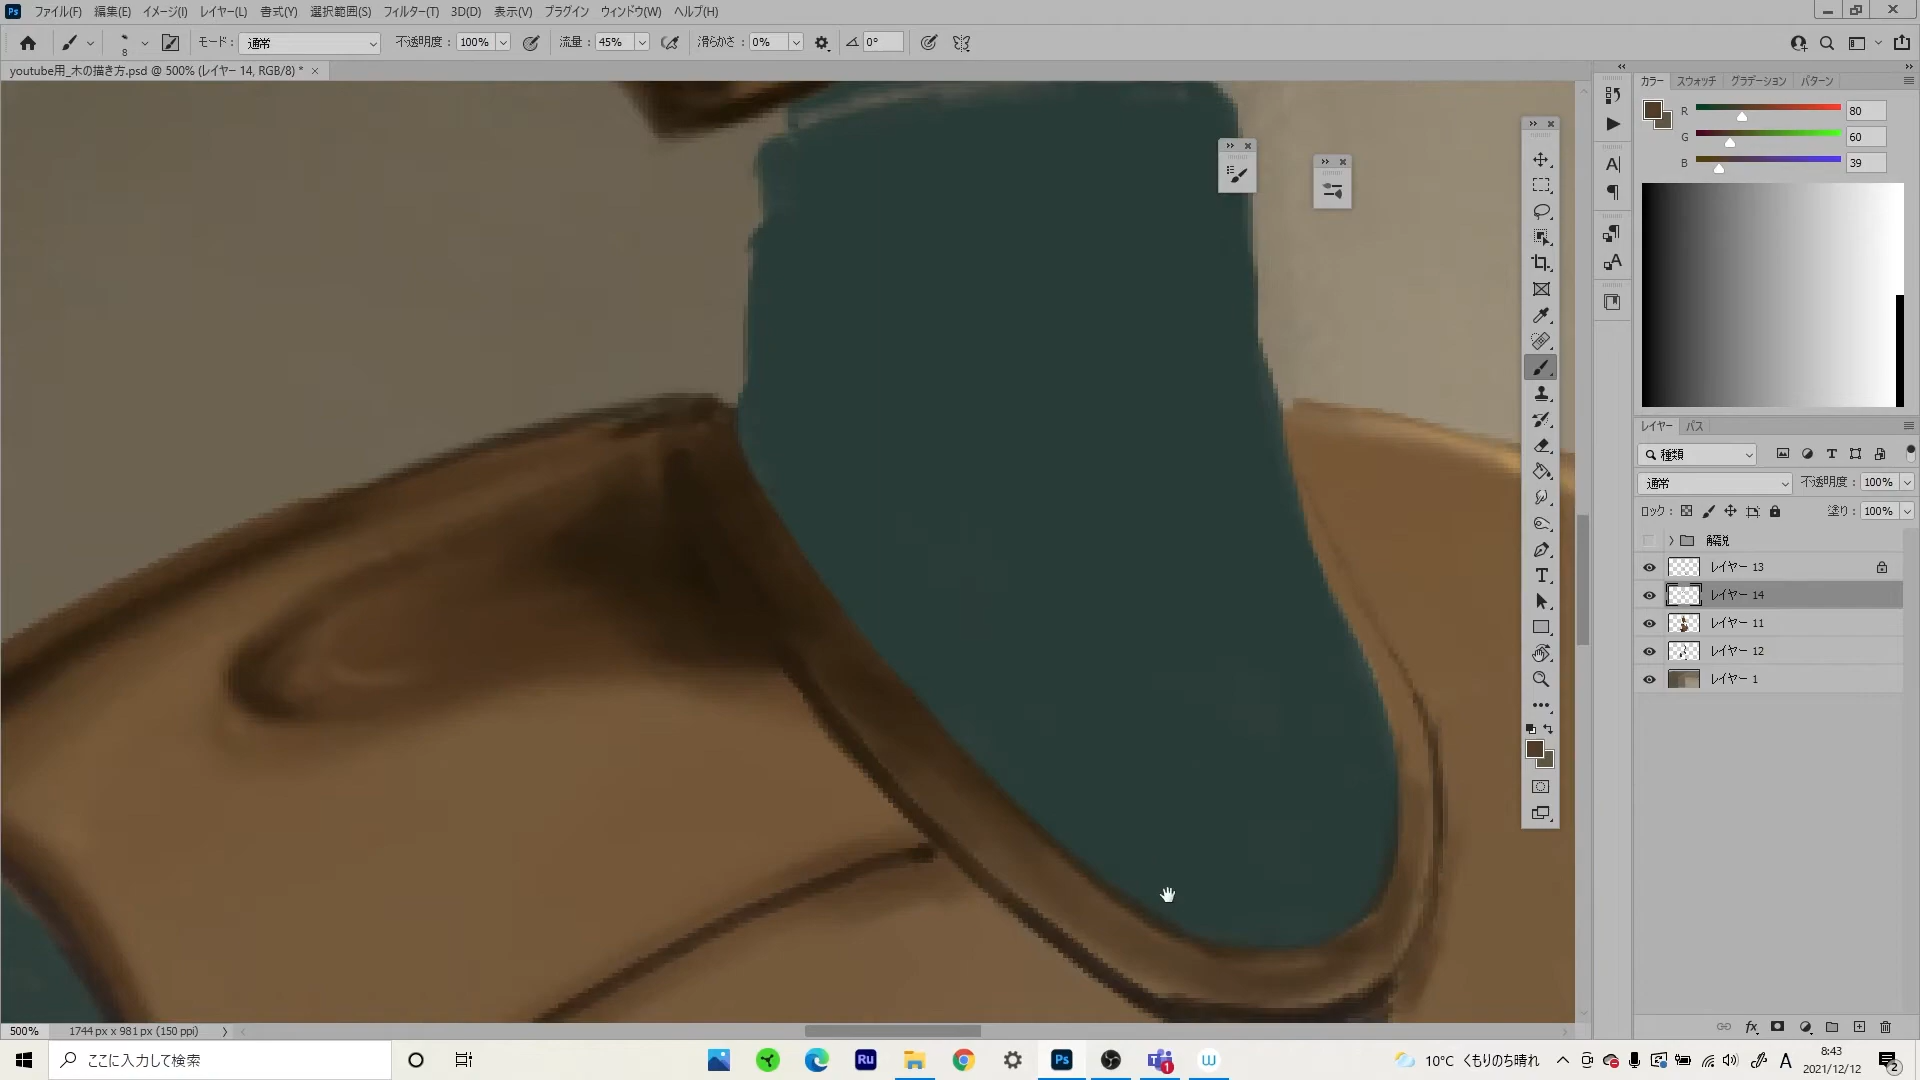 Ps ファイル(F) 編集(E) イメージ(I) レイヤー(L) 書式(Y) 選択範囲(S) フィルター(T) 3D(D) 表示(V) プラグイン ウィンドウ(W) ヘルプ(H)
8 モード : 通常 不透明度 : 100% 流量 : 45% 滑らかさ : 0% 0°
youtube用_木の描き方.psd @ 500% (レイヤー 14, RGB/8) * ×
カラー スウォッチ グラデーション パターン
R 80
G 60
B 39
レイヤー パス
種類
通常 不透明度 : 100%
ロック : 塗り : 100%
解説
レイヤー 13
レイヤー 14
レイヤー 11
レイヤー 12
レイヤー 1
500% 1744 px x 981 px (150 ppi)
ここに入力して検索
Ru Ps 1 10°C くもりのち晴れ A 8:43
2021/12/12 2